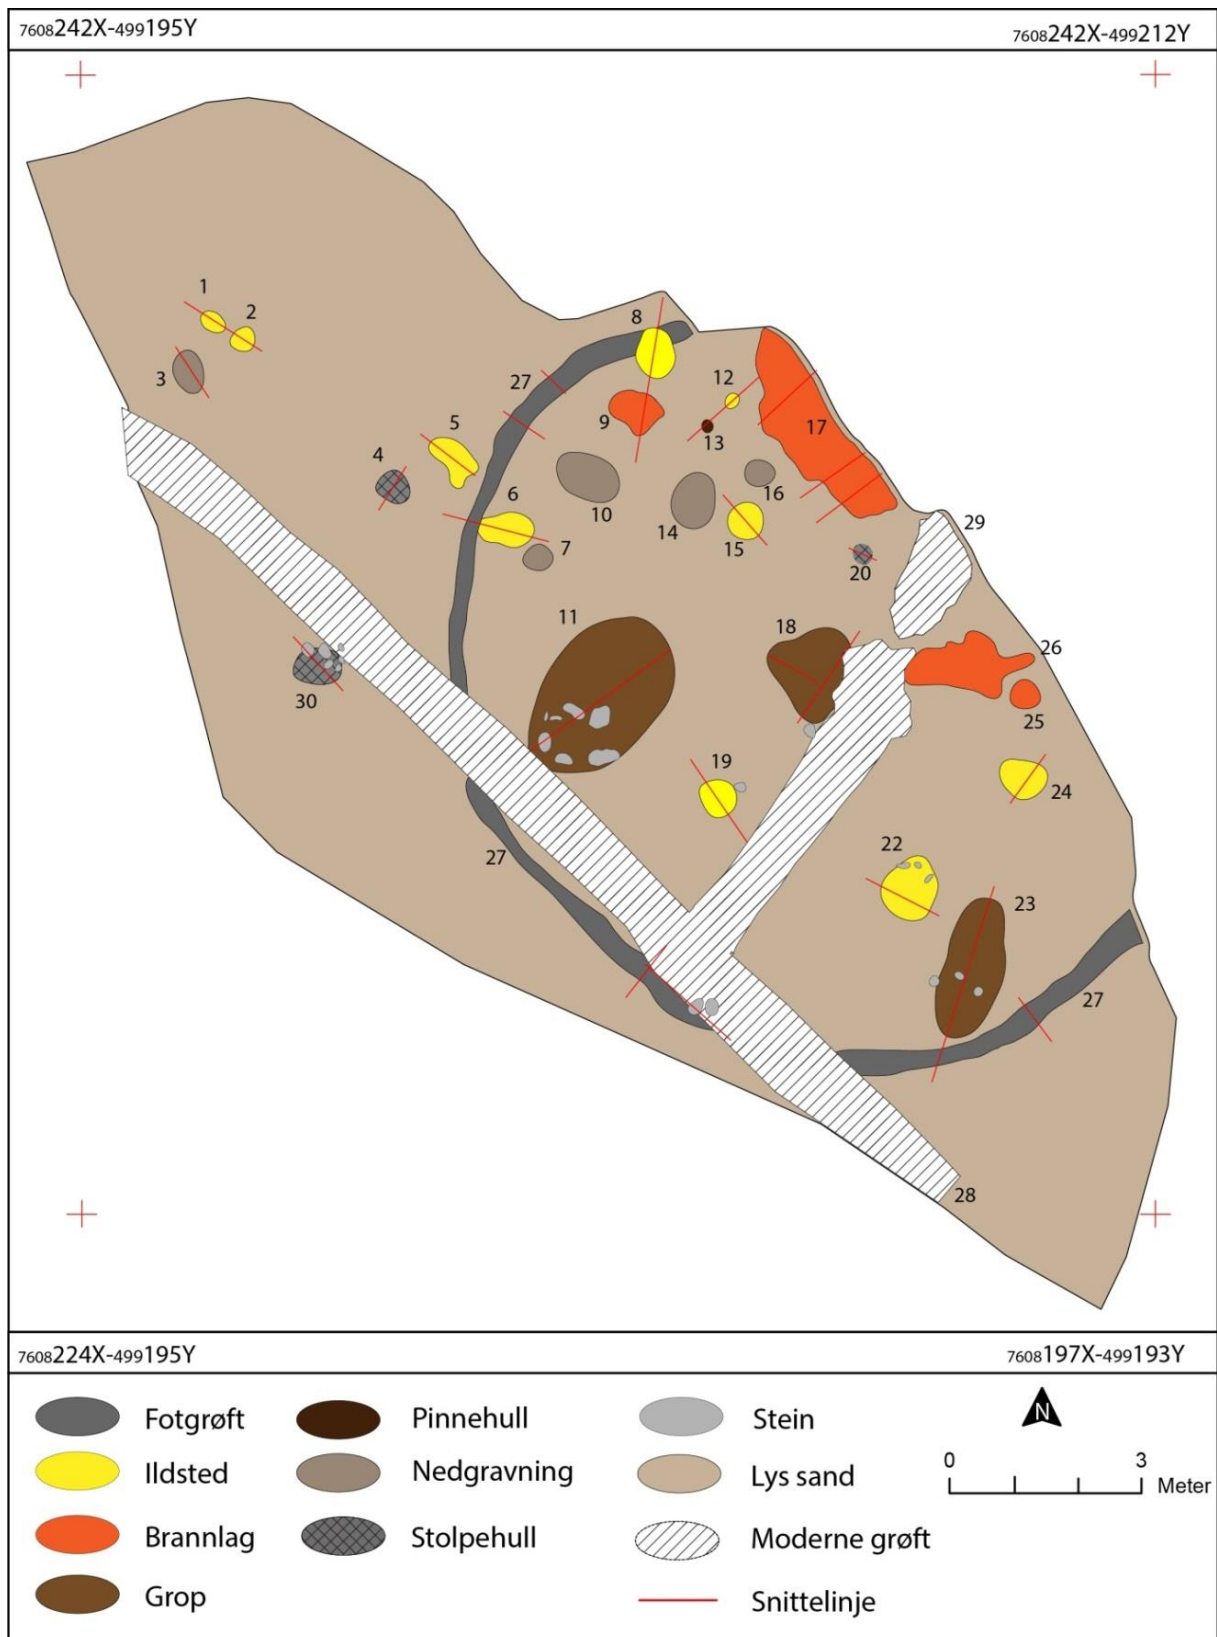 7608242X-499195Y
7608242X-499212Y
1
2
3
4
5
6
7
8
27
9
10
11
12
13
14
15
16
17
18
19
20
29
26
25
24
22
23
27
27
30
28
7608224X-499195Y
7608197X-499193Y
Fotgrøft
Ildsted
Brannlag
Grop
Pinnehull
Nedgravning
Stolpehull
Stein
Lys sand
Moderne grøft
Snittelinje
N
0 3
Meter